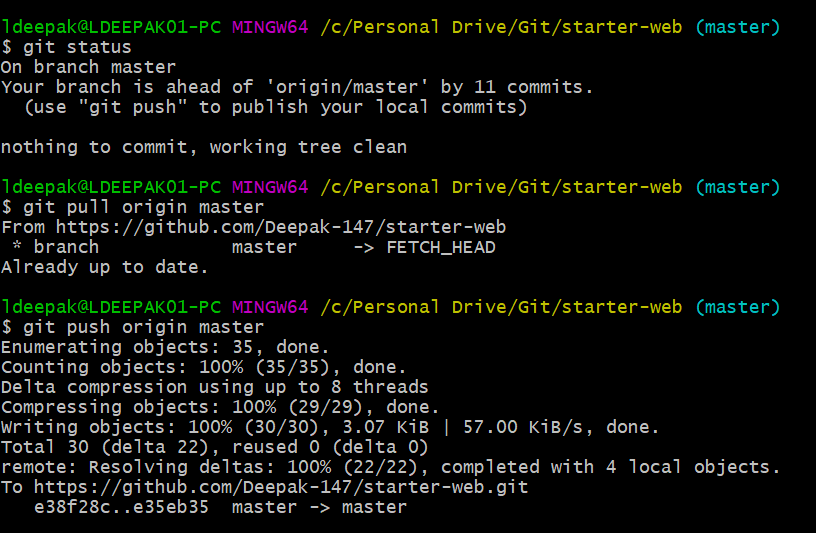 ldeepak@LDEEPAK01-PC MINGW64 /c/Personal Drive/Git/starter-web (master)
$ git status
On branch master
Your branch is ahead of 'origin/master' by 11 commits.
  (use "git push" to publish your local commits)

nothing to commit, working tree clean

ldeepak@LDEEPAK01-PC MINGW64 /c/Personal Drive/Git/starter-web (master)
$ git pull origin master
From https://github.com/Deepak-147/starter-web
 * branch            master     -> FETCH_HEAD
Already up to date.

ldeepak@LDEEPAK01-PC MINGW64 /c/Personal Drive/Git/starter-web (master)
$ git push origin master
Enumerating objects: 35, done.
Counting objects: 100% (35/35), done.
Delta compression using up to 8 threads
Compressing objects: 100% (29/29), done.
Writing objects: 100% (30/30), 3.07 KiB | 57.00 KiB/s, done.
Total 30 (delta 22), reused 0 (delta 0)
remote: Resolving deltas: 100% (22/22), completed with 4 local objects.
To https://github.com/Deepak-147/starter-web.git
   e38f28c..e35eb35  master -> master